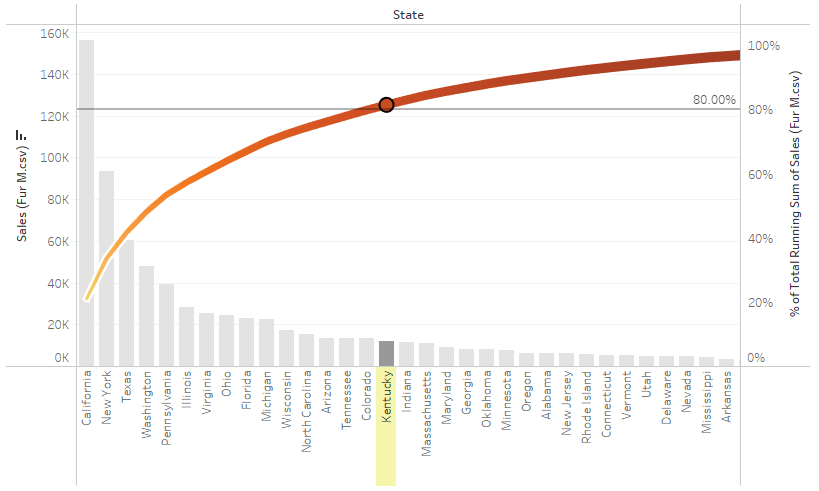 State
160K
140K
120K
100K
80K
60K
40K
20K
0K
Sales (Fur M.csv)
100%
80%
60%
40%
20%
0%
% of Total Running Sum of Sales (Fur M.csv)
80.00%
California
New York
Texas
Washington
Pennsylvania
Illinois
Virginia
Ohio
Florida
Michigan
Wisconsin
North Carolina
Arizona
Tennessee
Colorado
Kentucky
Indiana
Massachusetts
Maryland
Georgia
Oklahoma
Minnesota
Oregon
Alabama
New Jersey
Rhode Island
Connecticut
Vermont
Utah
Delaware
Nevada
Mississippi
Arkansas